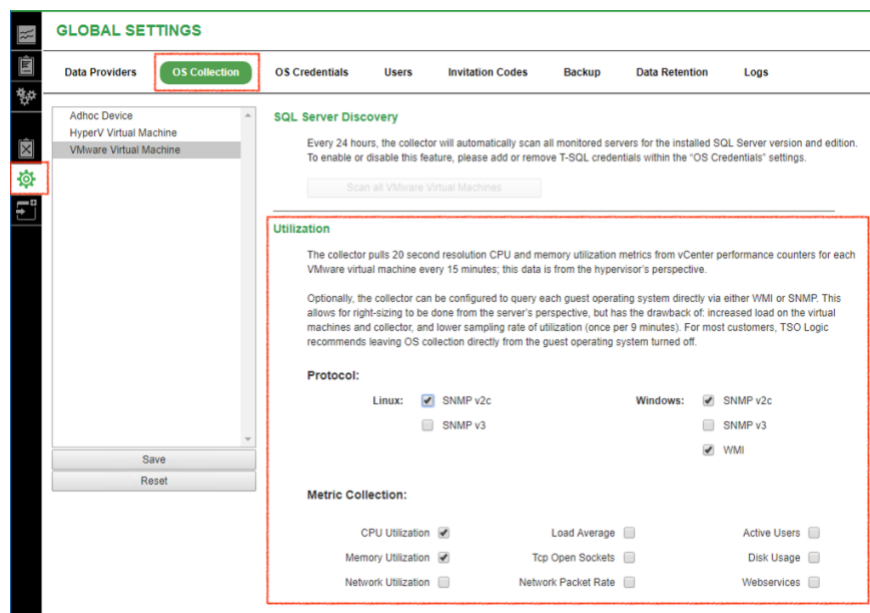 GLOBAL SETTINGS
Data Providers
OS Collection
OS Credentials
Users
Invitation Codes
Backup
Data Retention
Logs
Adhoc Device
HyperV Virtual Machine
VMware Virtual Machine
Save
Reset
SQL Server Discovery
Every 24 hours, the collector will automatically scan all monitored servers for the installed SQL Server version and edition.
To enable or disable this feature, please add or remove T-SQL credentials within the "OS Credentials" settings.
Scan all VMware Virtual Machines
Utilization
The collector pulls 20 second resolution CPU and memory utilization metrics from vCenter performance counters for each
VMware virtual machine every 15 minutes; this data is from the hypervisor's perspective.
Optionally, the collector can be configured to query each guest operating system directly via either WMI or SNMP. This
allows for right-sizing to be done from the server's perspective, but has the drawback of: increased load on the virtual
machines and collector, and lower sampling rate of utilization (once per 9 minutes). For most customers, TSO Logic
recommends leaving OS collection directly from the guest operating system turned off.
Protocol:
Linux: SNMP v2c
SNMP v3
Windows: SNMP v2c
SNMP v3
WMI
Metric Collection:
CPU Utilization Load Average Active Users
Memory Utilization Tcp Open Sockets Disk Usage
Network Utilization Network Packet Rate Webservices